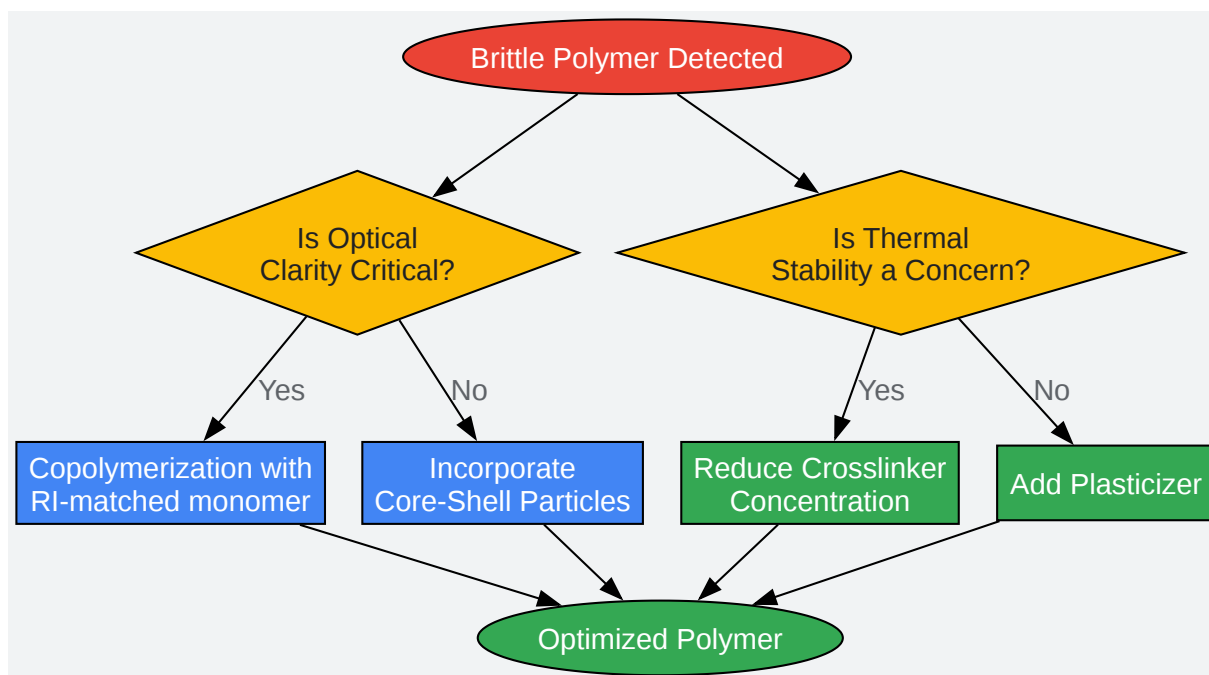 Brittle Polymer Detected
Is Optical
Clarity Critical?
Is Thermal
Stability a Concern?
Yes
No
Yes
No
Copolymerization with
RI-matched monomer
Incorporate
Core-Shell Particles
Reduce Crosslinker
Concentration
Add Plasticizer
Optimized Polymer